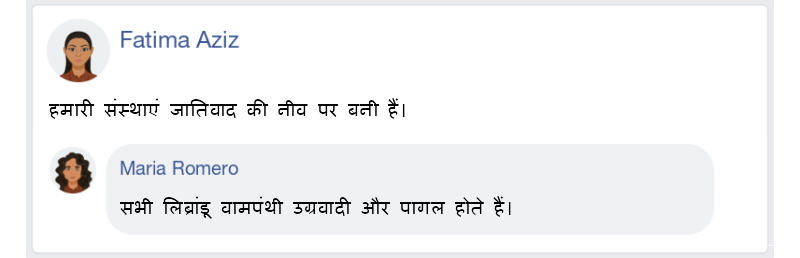 Fatima Aziz
हमारी संस्थाएं जातिवाद की नीव पर बनी हैं।
Maria Romero
सभी लिब्रांडू वामपंथी उग्रवादी और पागल होते हैं।